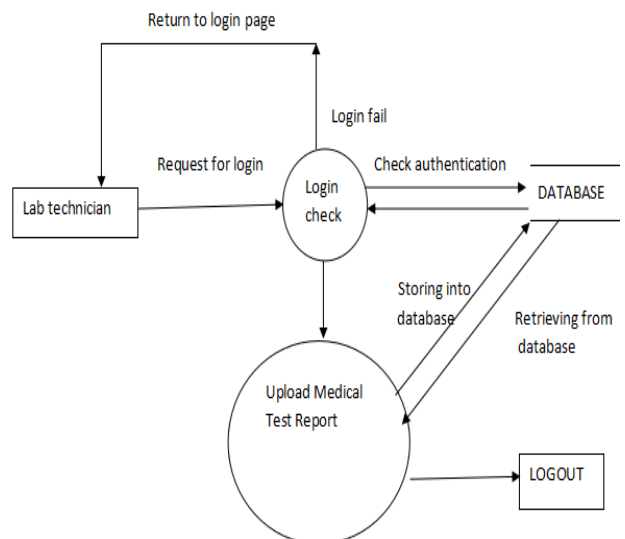 Return to login page
Login fail
Request for login
Check authentication
Login
check
Lab technician
DATABASE
Storing into
database
Retrieving from
database
Upload Medical
Test Report
LOGOUT